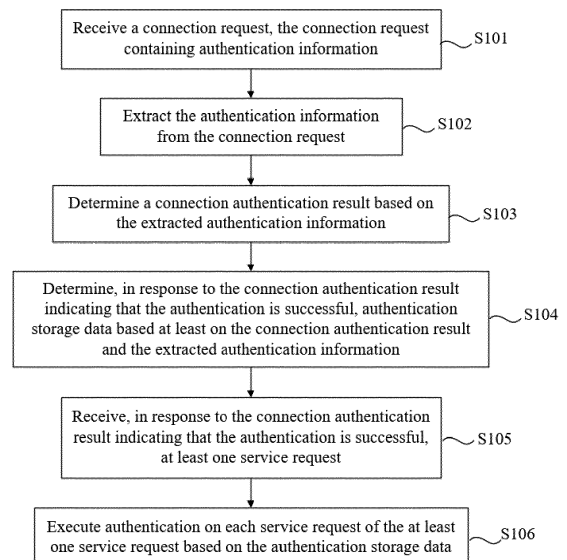 Receive a connection request, the connection request
containing authentication information
S101
Extract the authentication information
from the connection request
S102
Determine a connection authentication result based on
the extracted authentication information
S103
Determine, in response to the connection authentication result
indicating that the authentication is successful, authentication
storage data based at least on the connection authentication result
and the extracted authentication information
S104
Receive, in response to the connection authentication
result indicating that the authentication is successful,
at least one service request
S105
Execute authentication on each service request of the at least
one service request based on the authentication storage data
S106